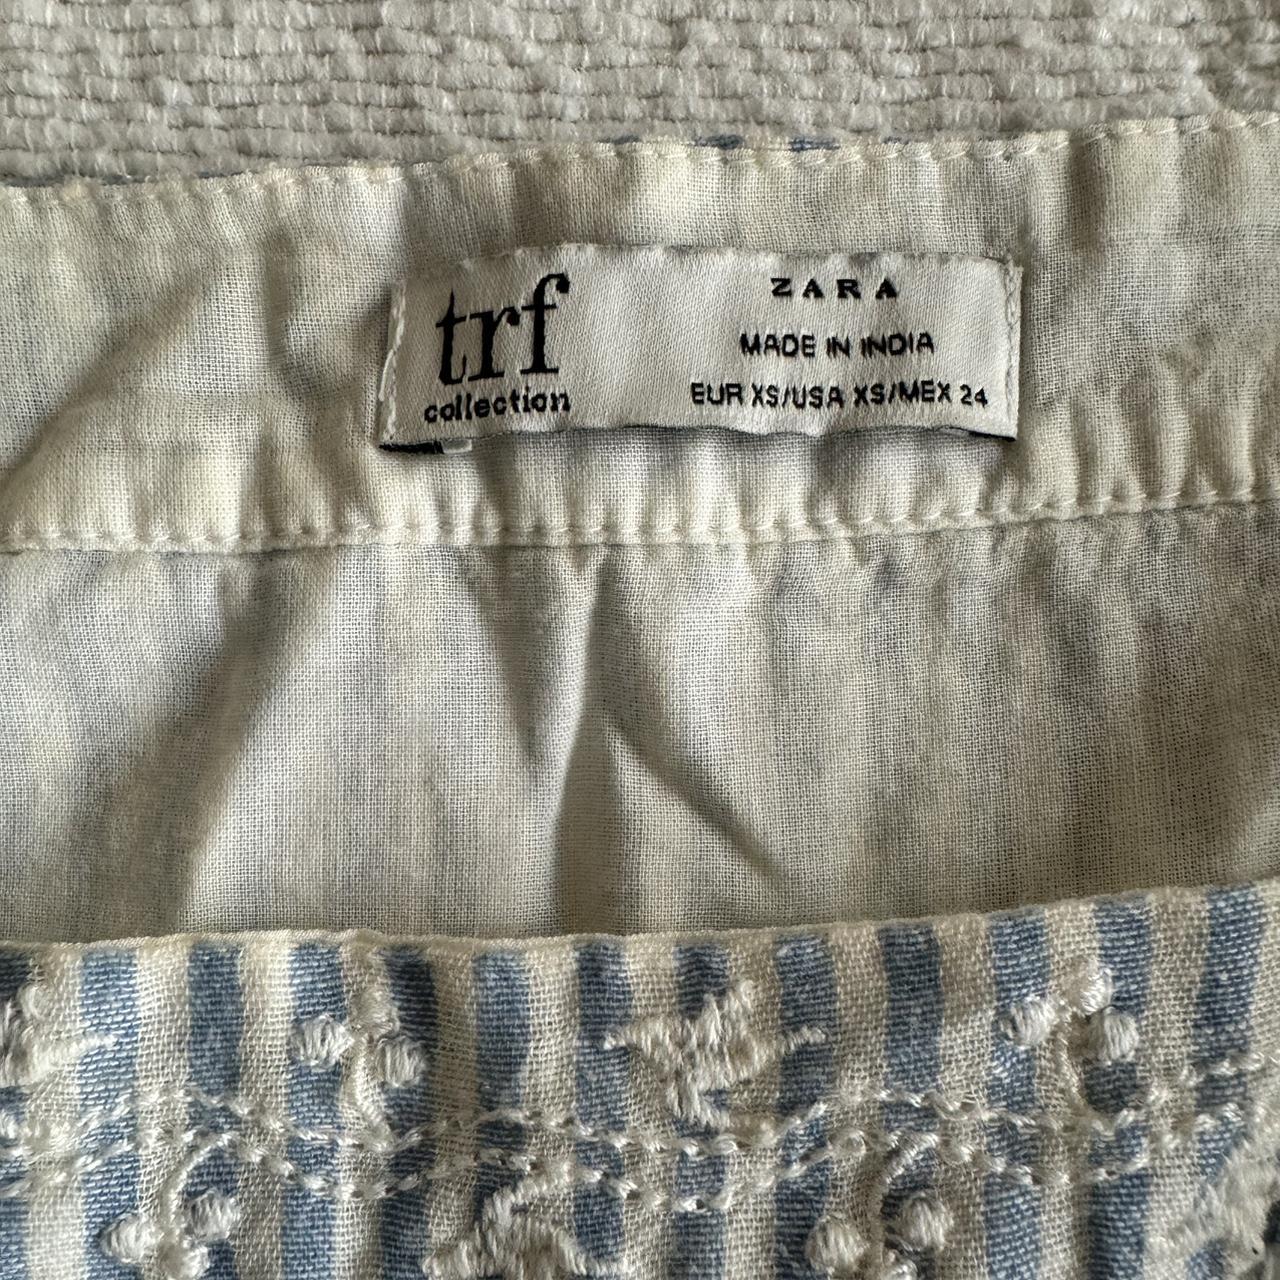 trf
collection
ZARA
MADE IN INDIA
EUR XS/USA XS/MEX 24